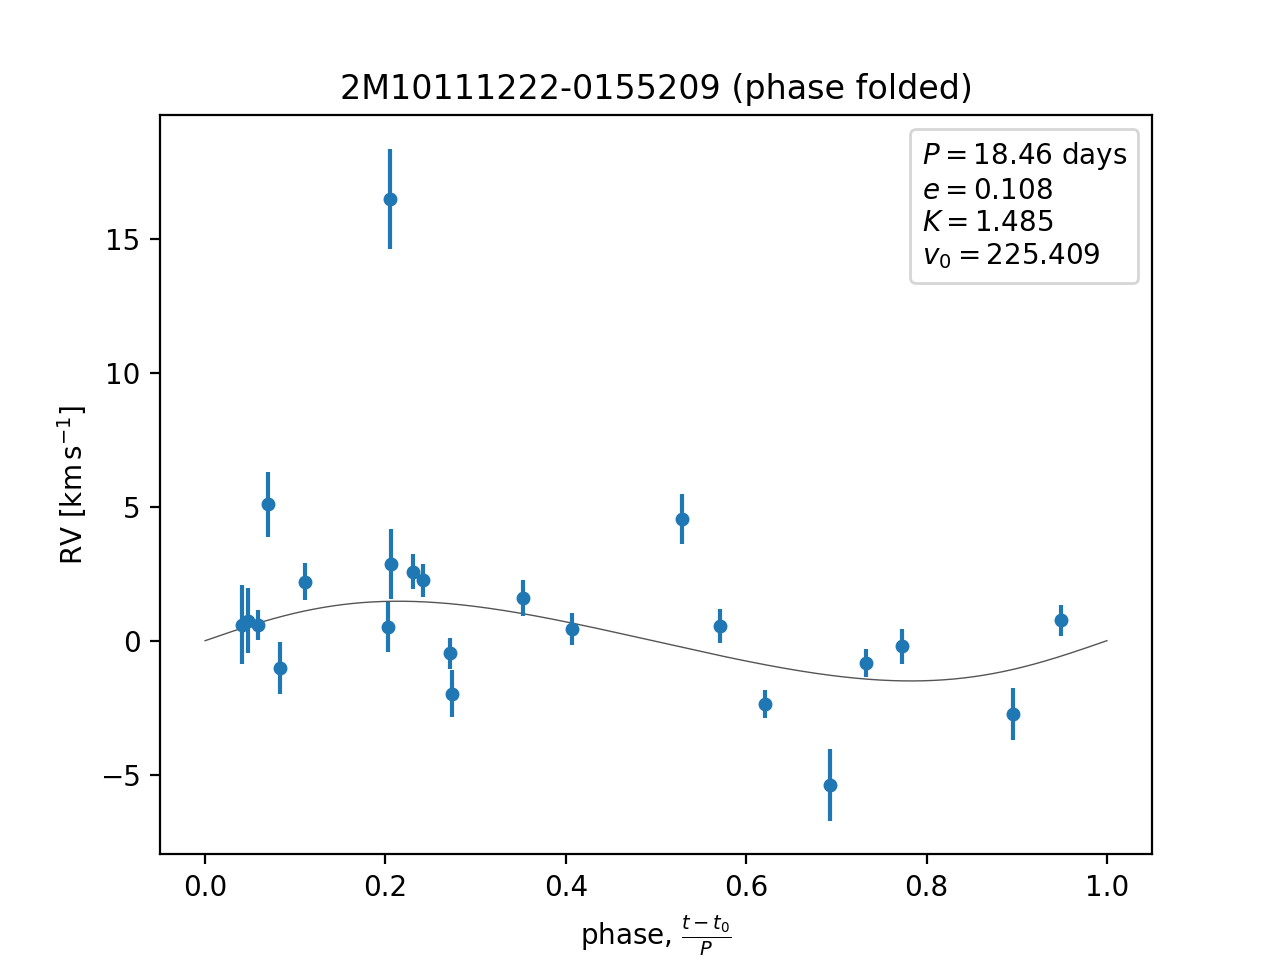 2M10111222-0155209 (phase folded)
P = 18.46 days
e = 0.108
K = 1.485
v₀ = 225.409
RV [km s⁻¹]
15
10
5
0
−5
0.0 0.2 0.4 0.6 0.8 1.0
phase, (t − t₀)/P